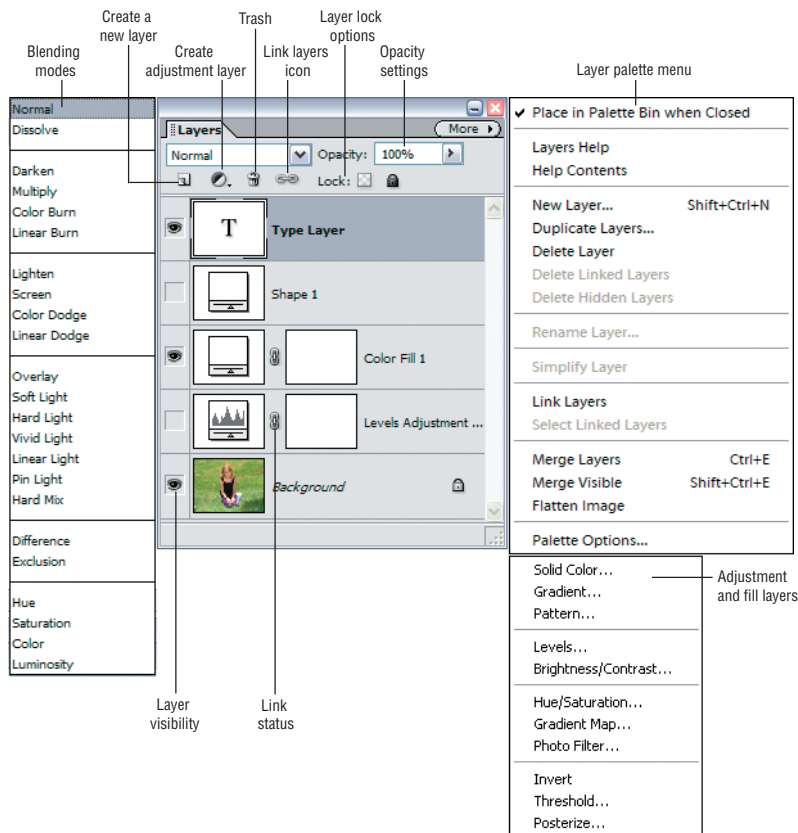 Create a
new layer
Trash
Layer lock
options
Blending
modes
Create
adjustment layer
Link layers
icon
Opacity
settings
Layer palette menu
Normal
Dissolve
Darken
Multiply
Color Burn
Linear Burn
Lighten
Screen
Color Dodge
Linear Dodge
Overlay
Soft Light
Hard Light
Vivid Light
Linear Light
Pin Light
Hard Mix
Difference
Exclusion
Hue
Saturation
Color
Luminosity
Layers
More
Normal Opacity: 100%
Lock:
T Type Layer
Shape 1
Color Fill 1
Levels Adjustment ...
Background
Layer
visibility
Link
status
✔ Place in Palette Bin when Closed
Layers Help
Help Contents
New Layer... Shift+Ctrl+N
Duplicate Layers...
Delete Layer
Delete Linked Layers
Delete Hidden Layers
Rename Layer...
Simplify Layer
Link Layers
Select Linked Layers
Merge Layers Ctrl+E
Merge Visible Shift+Ctrl+E
Flatten Image
Palette Options...
Solid Color...
Gradient...
Pattern...
Levels...
Brightness/Contrast...
Hue/Saturation...
Gradient Map...
Photo Filter...
Invert
Threshold...
Posterize...
Adjustment
and fill layers